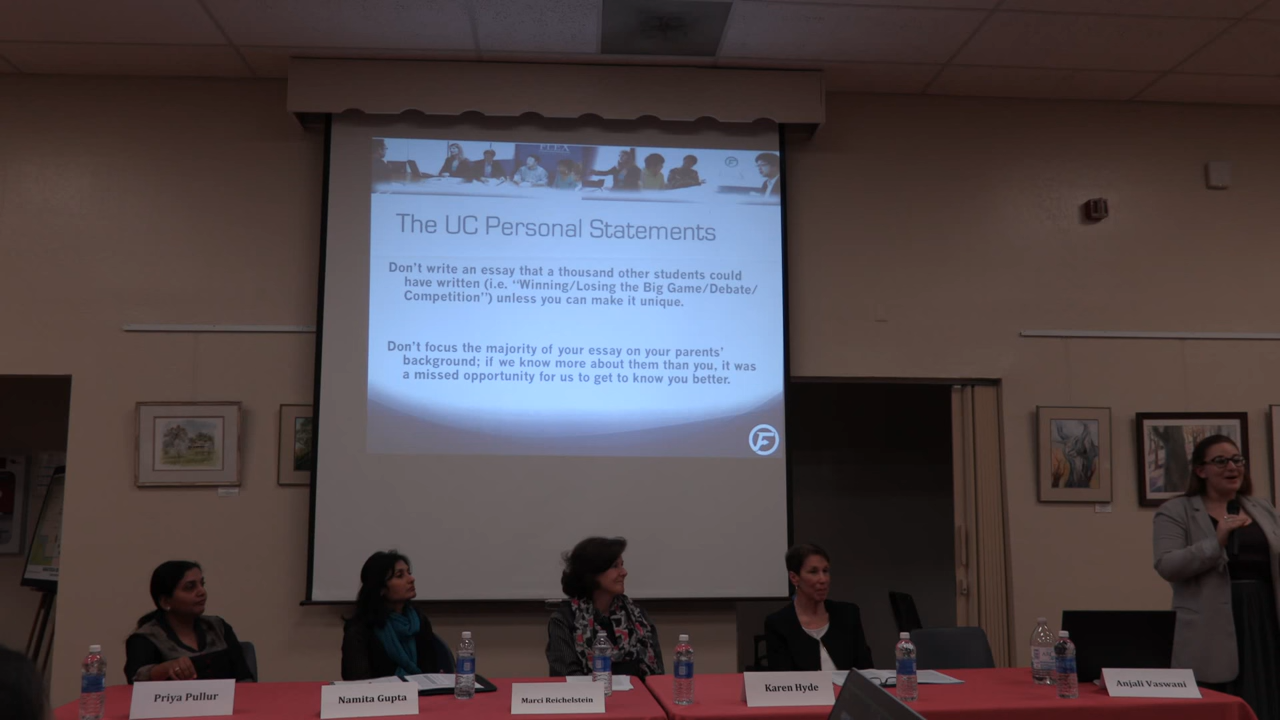 The UC Personal Statements
Don't write an essay that a thousand other students could
have written (i.e. "Winning/Losing the Big Game/Debate/
Competition") unless you can make it unique.
Don't focus the majority of your essay on your parents'
background; if we know more about them than you, it was
a missed opportunity for us to get to know you better.
F
Priya Pullur
Namita Gupta
Marci Reichelstein
Karen Hyde
Anjali Vaswani